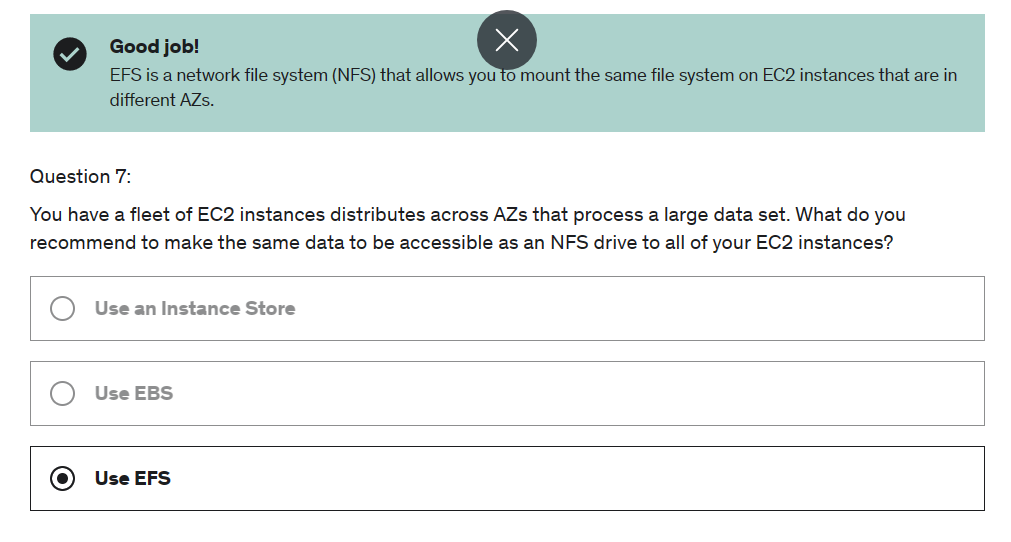 Good job!
EFS is a network file system (NFS) that allows you to mount the same file system on EC2 instances that are in
different AZs.
Question 7:
You have a fleet of EC2 instances distributes across AZs that process a large data set. What do you
recommend to make the same data to be accessible as an NFS drive to all of your EC2 instances?
Use an Instance Store
Use EBS
Use EFS